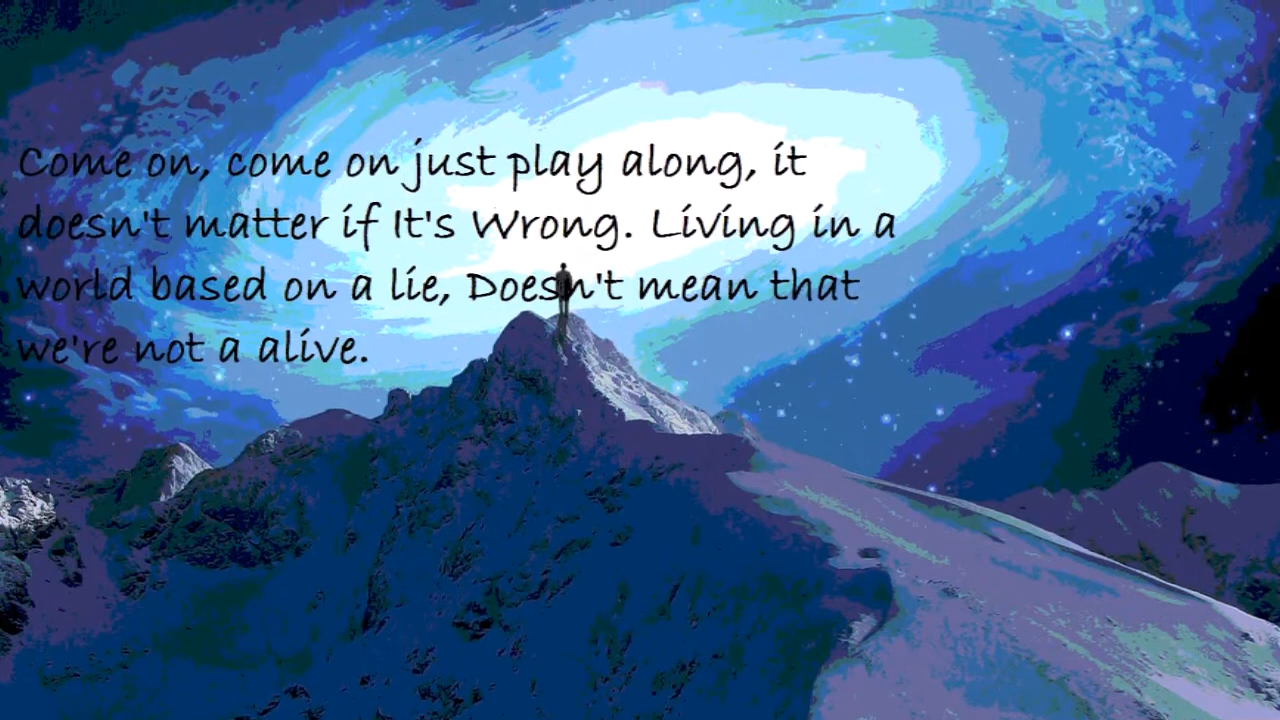 Come on, come on just play along, it
doesn't matter if It's Wrong. Living in a
world based on a lie, Doesn't mean that
we're not a alive.